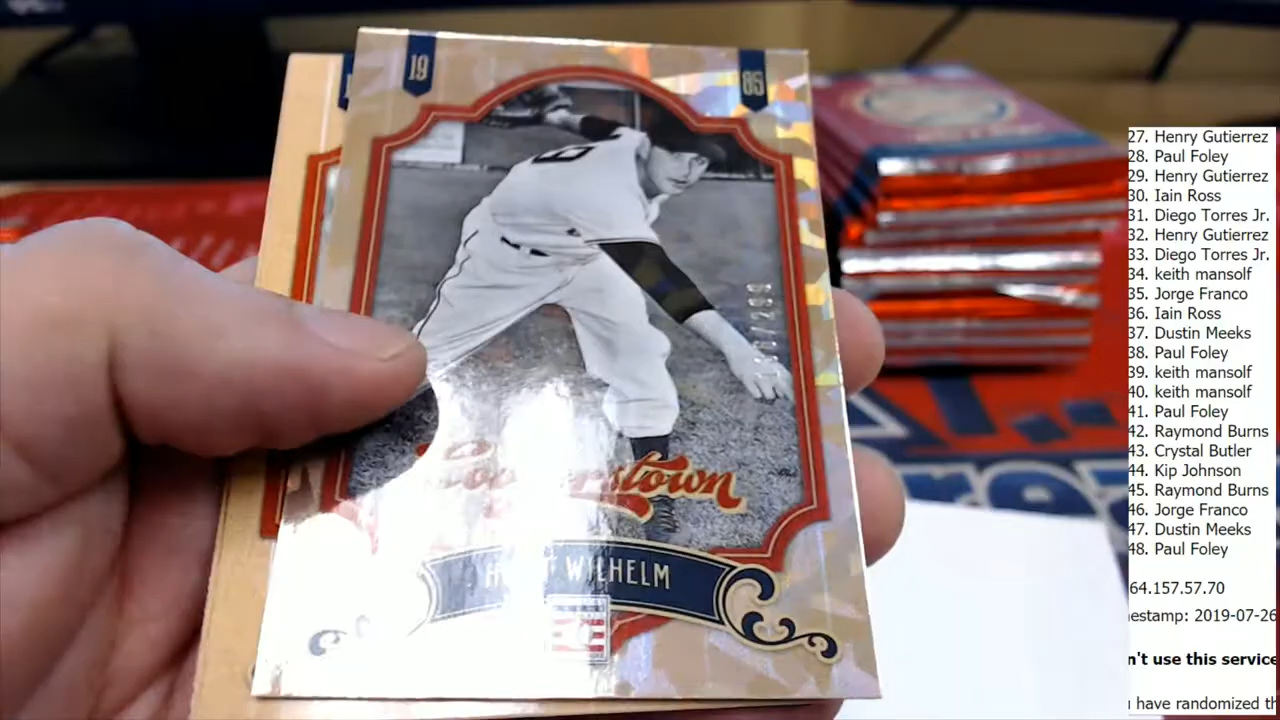 19 85
Cooperstown
WILHELM
27. Henry Gutierrez
28. Paul Foley
29. Henry Gutierrez
30. Iain Ross
31. Diego Torres Jr.
32. Henry Gutierrez
33. Diego Torres Jr.
34. keith mansolf
35. Jorge Franco
36. Iain Ross
37. Dustin Meeks
38. Paul Foley
39. keith mansolf
40. keith mansolf
41. Paul Foley
42. Raymond Burns
43. Crystal Butler
44. Kip Johnson
45. Raymond Burns
46. Jorge Franco
47. Dustin Meeks
48. Paul Foley
64.157.57.70
estamp: 2019-07-26
n't use this service
have randomized th